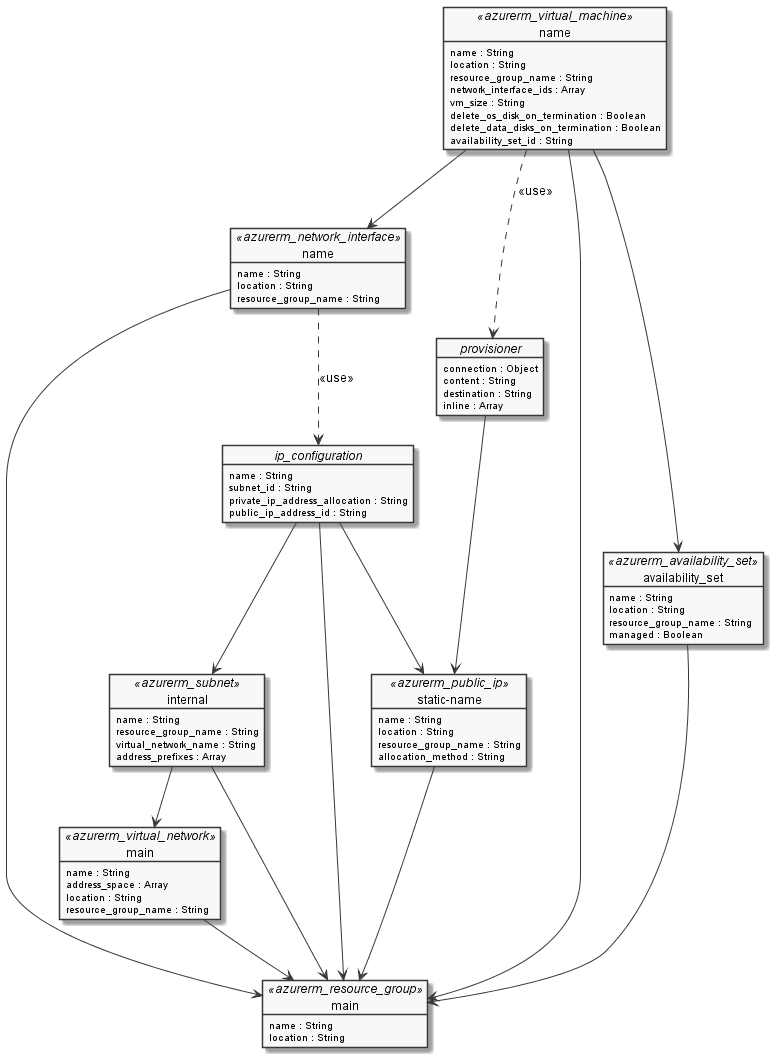 «azurerm_virtual_machine»
name
name : String
location : String
resource_group_name : String
network_interface_ids : Array
vm_size : String
delete_os_disk_on_termination : Boolean
delete_data_disks_on_termination : Boolean
availability_set_id : String
«use»
«azurerm_network_interface»
name
name : String
location : String
resource_group_name : String
provisioner
connection : Object
content : String
destination : String
inline : Array
«use»
ip_configuration
name : String
subnet_id : String
private_ip_address_allocation : String
public_ip_address_id : String
«azurerm_availability_set»
availability_set
name : String
location : String
resource_group_name : String
managed : Boolean
«azurerm_subnet»
internal
name : String
resource_group_name : String
virtual_network_name : String
address_prefixes : Array
«azurerm_public_ip»
static-name
name : String
location : String
resource_group_name : String
allocation_method : String
«azurerm_virtual_network»
main
name : String
address_space : Array
location : String
resource_group_name : String
«azurerm_resource_group»
main
name : String
location : String